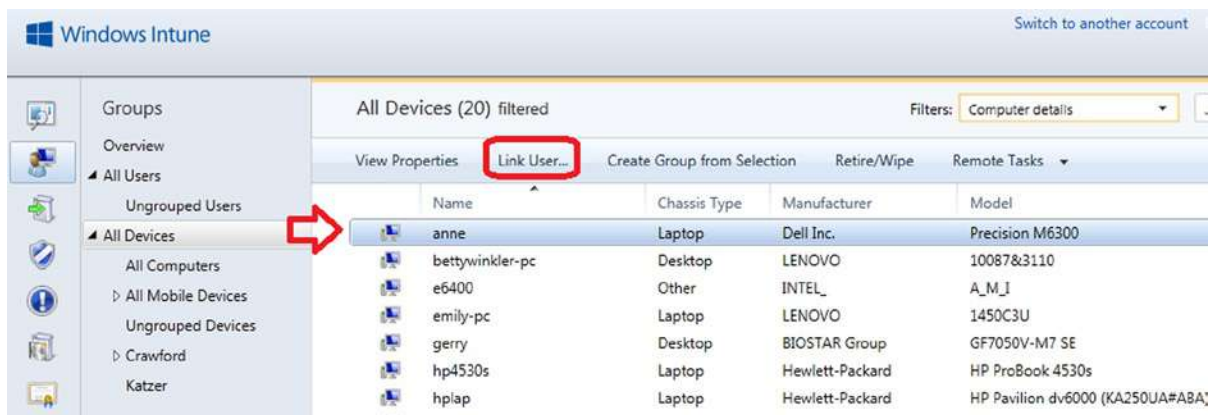 Windows Intune
Switch to another account
Groups
Overview
All Users
Ungrouped Users
All Devices
All Computers
All Mobile Devices
Ungrouped Devices
Crawford
Katzer
All Devices (20) filtered
Filters: Computer details
View Properties Link User... Create Group from Selection Retire/Wipe Remote Tasks
Name Chassis Type Manufacturer Model
anne Laptop Dell Inc. Precision M6300
bettywinkler-pc Desktop LENOVO 10087&3110
e6400 Other INTEL_ A_M_I
emily-pc Laptop LENOVO 1450C3U
gerry Desktop BIOSTAR Group GF7050V-M7 SE
hp4530s Laptop Hewlett-Packard HP ProBook 4530s
hplap Laptop Hewlett-Packard HP Pavilion dv6000 (KA250UA#ABA)